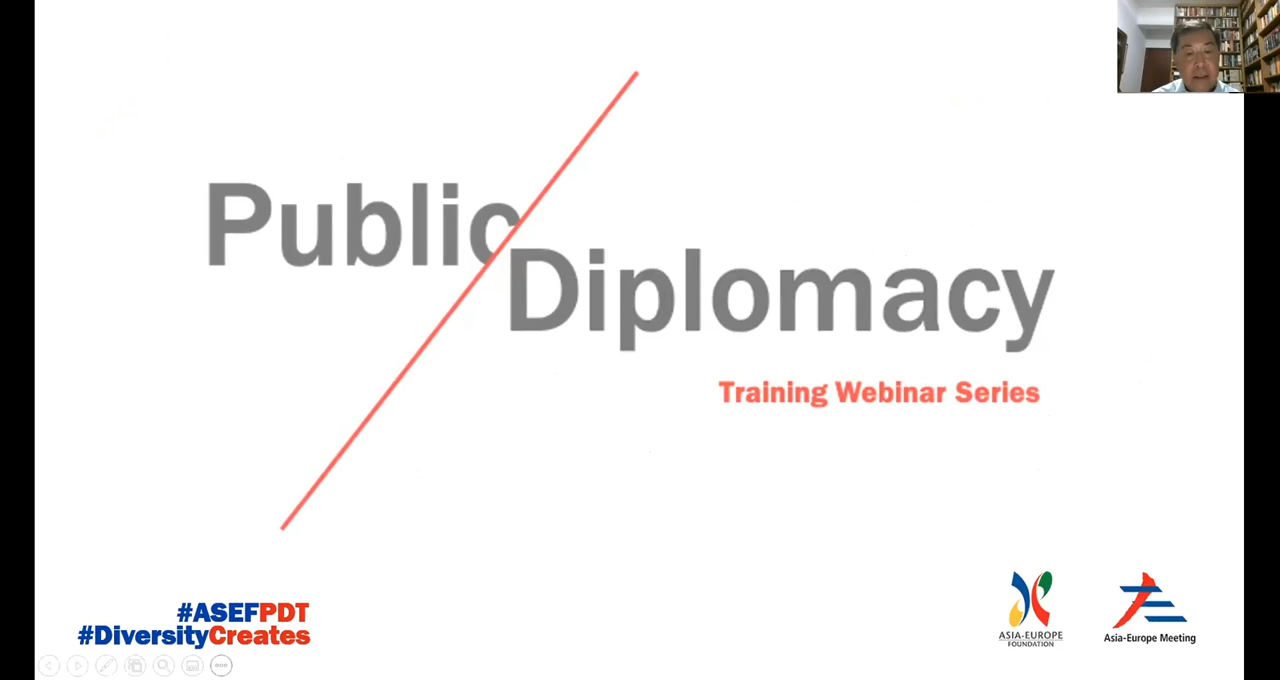 Public
Diplomacy
Training Webinar Series
#ASEFPDT
#DiversityCreates
ASIA-EUROPE
FOUNDATION
Asia-Europe Meeting